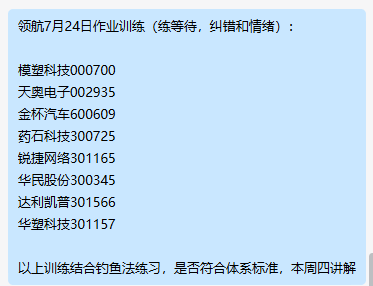 领航7月24日作业训练（练等待，纠错和情绪）：
模塑科技000700
天奥电子002935
金杯汽车600609
药石科技300725
锐捷网络301165
华民股份300345
达利凯普301566
华塑科技301157
以上训练结合钓鱼法练习，是否符合体系标准，本周四讲解